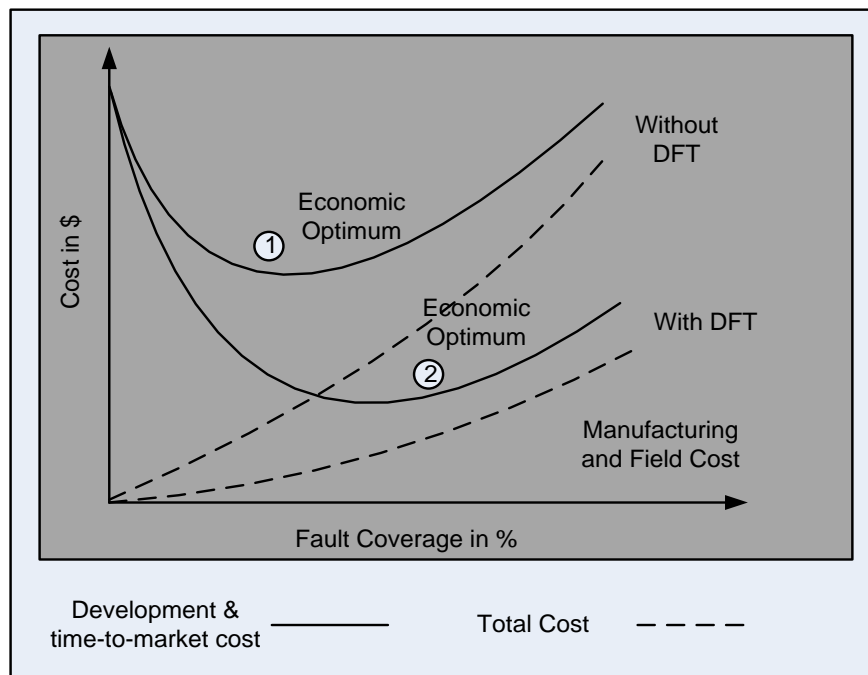 Cost in $
Without
DFT
Economic
Optimum
1
Economic
Optimum
With DFT
2
Manufacturing
and Field Cost
Fault Coverage in %
Development &
time-to-market cost
Total Cost